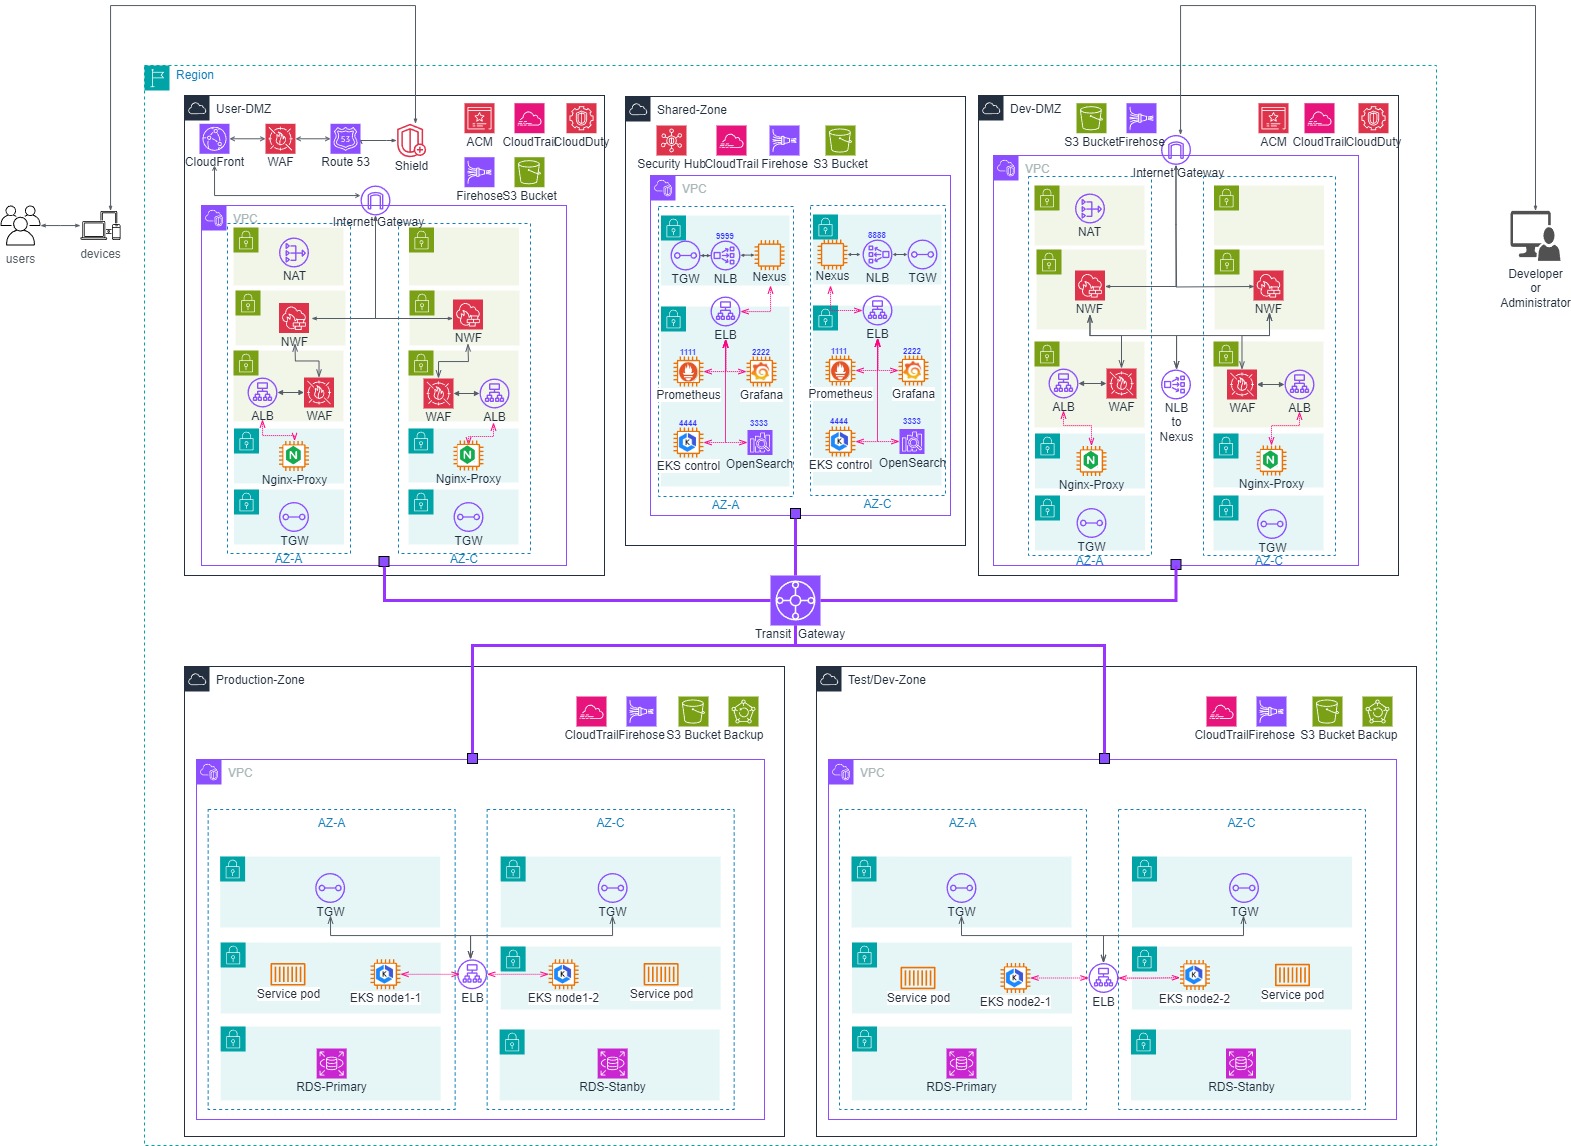 Region
User-DMZ
CloudFront
WAF
Route 53
53
Shield
ACM
CloudTrail
CloudDuty
Firehose
S3 Bucket
Internet Gateway
VPC
users
devices
NAT
NWF
NWF
ALB
WAF
WAF
ALB
Nginx-Proxy
Nginx-Proxy
TGW
TGW
AZ-A
AZ-C
Shared-Zone
Security Hub
CloudTrail
Firehose
S3 Bucket
VPC
9999
TGW
NLB
Nexus
8888
Nexus
NLB
TGW
ELB
ELB
1111
2222
Prometheus
Grafana
1111
2222
Prometheus
Grafana
4444
3333
EKS control
OpenSearch
4444
3333
EKS control
OpenSearch
AZ-A
AZ-C
Dev-DMZ
S3 Bucket
Firehose
ACM
CloudTrail
CloudDuty
Internet Gateway
VPC
NAT
NWF
NWF
ALB
WAF
NLB
to
Nexus
WAF
ALB
Nginx-Proxy
Nginx-Proxy
TGW
TGW
AZ-A
AZ-C
Developer
or
Administrator
Transit Gateway
Production-Zone
CloudTrail
Firehose
S3 Bucket
Backup
VPC
AZ-A
AZ-C
TGW
TGW
Service pod
EKS node1-1
ELB
EKS node1-2
Service pod
RDS-Primary
RDS-Stanby
Test/Dev-Zone
CloudTrail
Firehose
S3 Bucket
Backup
VPC
AZ-A
AZ-C
TGW
TGW
Service pod
EKS node2-1
ELB
EKS node2-2
Service pod
RDS-Primary
RDS-Stanby